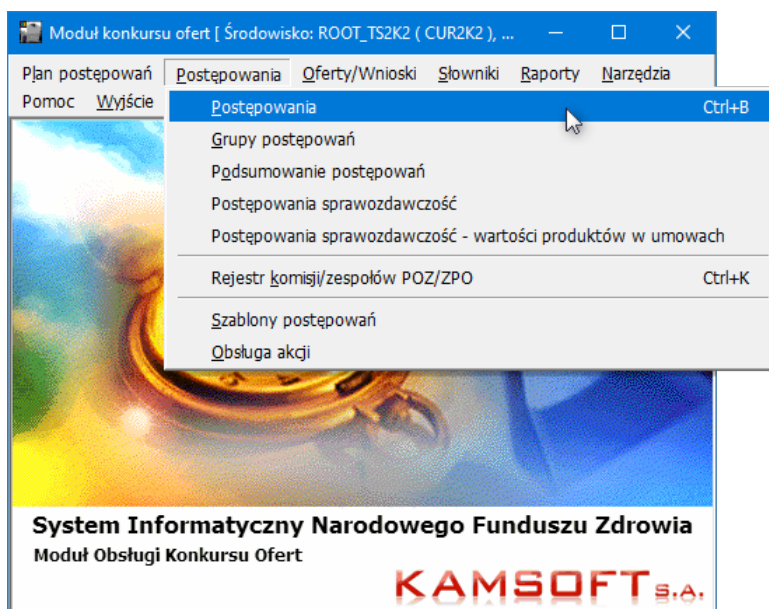 Moduł konkursu ofert [ Środowisko: ROOT_TS2K2 ( CUR2K2 ), ...
Plan postępowań Postępowania Oferty/Wnioski Słowniki Raporty Narzędzia
Pomoc Wyjście
Postępowania Ctrl+B
Grupy postępowań
Podsumowanie postępowań
Postępowania sprawozdawczość
Postępowania sprawozdawczość - wartości produktów w umowach
Rejestr komisji/zespołów POZ/ZPO Ctrl+K
Szablony postępowań
Obsługa akcji
System Informatyczny Narodowego Funduszu Zdrowia
Moduł Obsługi Konkursu Ofert
KAMSOFT S.A.